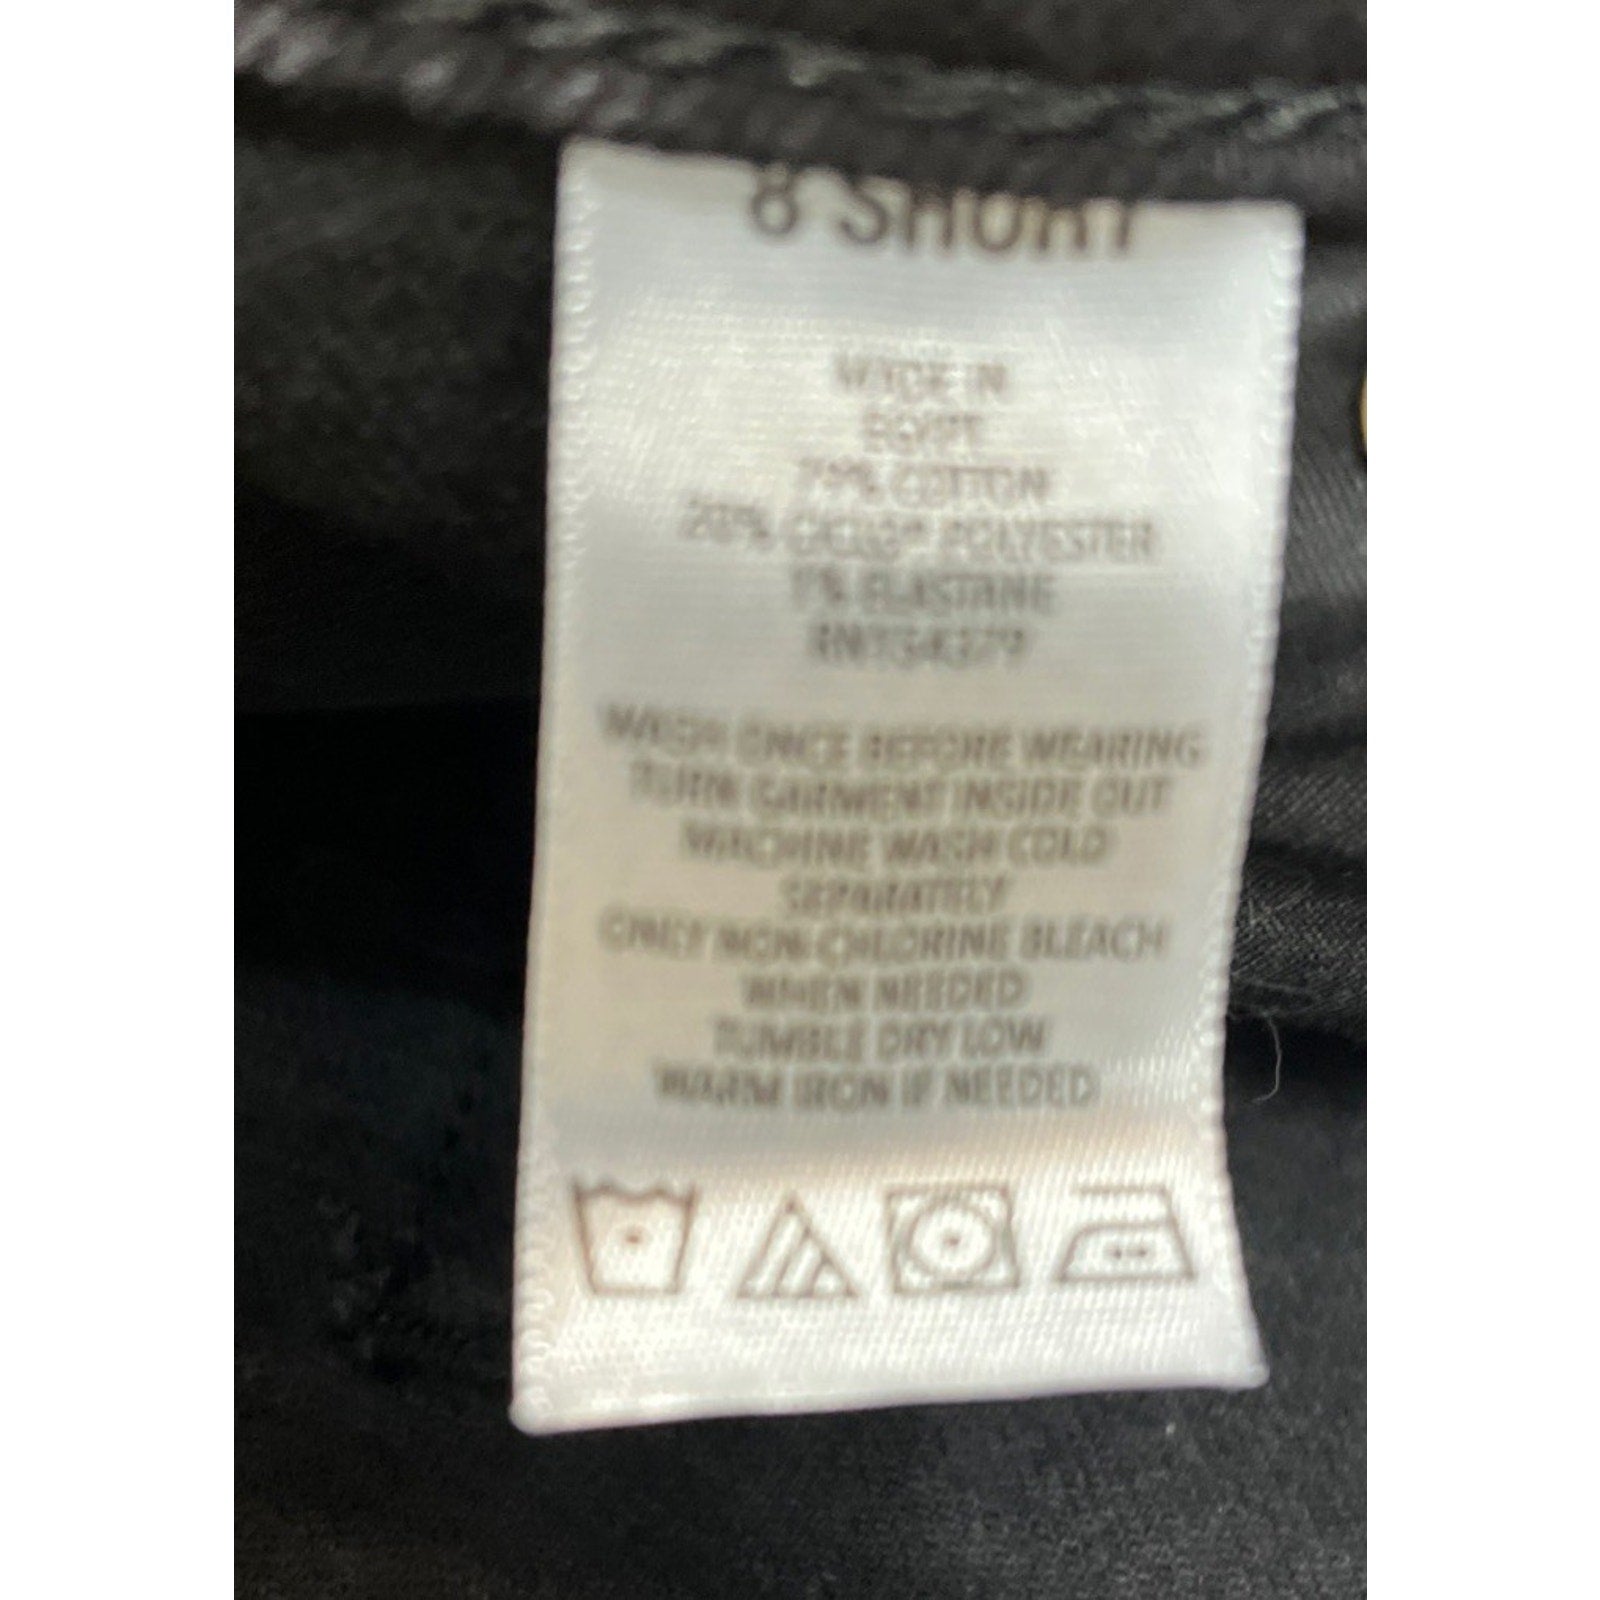 8 SHORT
MADE IN
EGYPT
79% COTTON
20% POLYESTER
1% ELASTANE
WASH ONCE BEFORE WEARING
TURN GARMENT INSIDE OUT
MACHINE WASH COLD
SEPARATELY
ONLY NON-CHLORINE BLEACH
WHEN NEEDED
TUMBLE DRY LOW
WARM IRON IF NEEDED